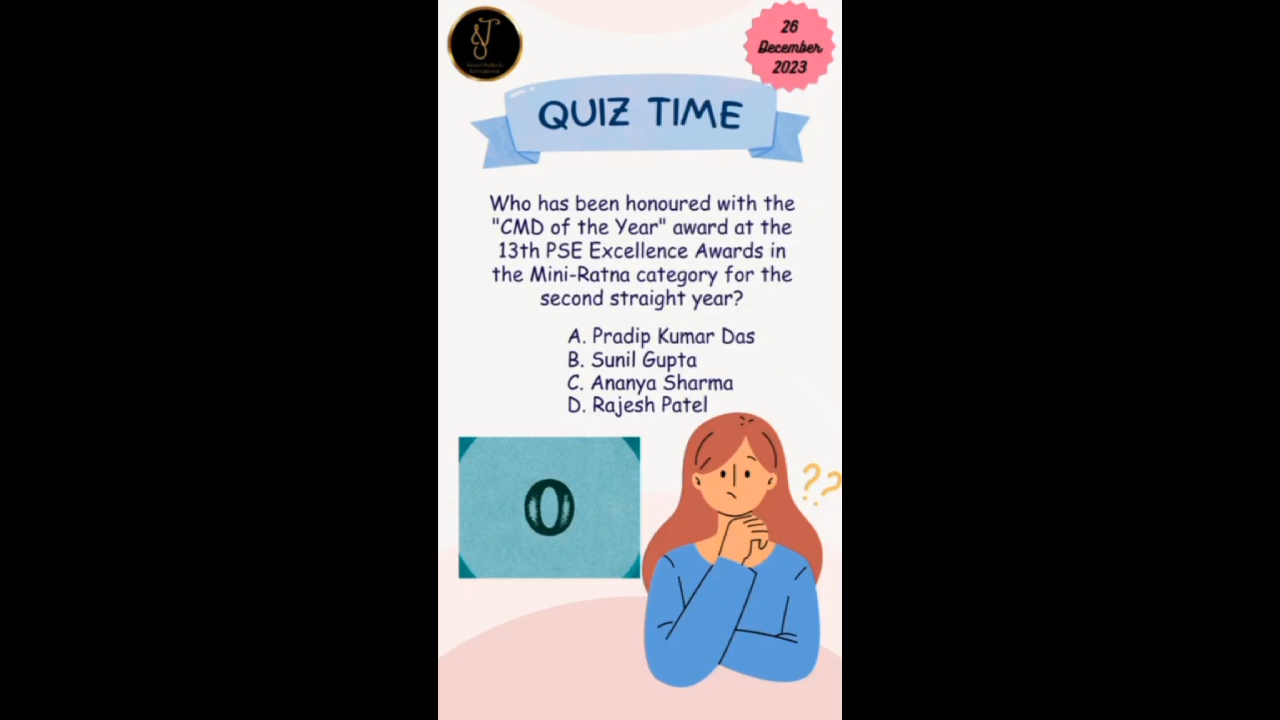 26
December
2023
QUIZ TIME
Who has been honoured with the
"CMD of the Year" award at the
13th PSE Excellence Awards in
the Mini-Ratna category for the
second straight year?
A. Pradip Kumar Das
B. Sunil Gupta
C. Ananya Sharma
D. Rajesh Patel
0
??